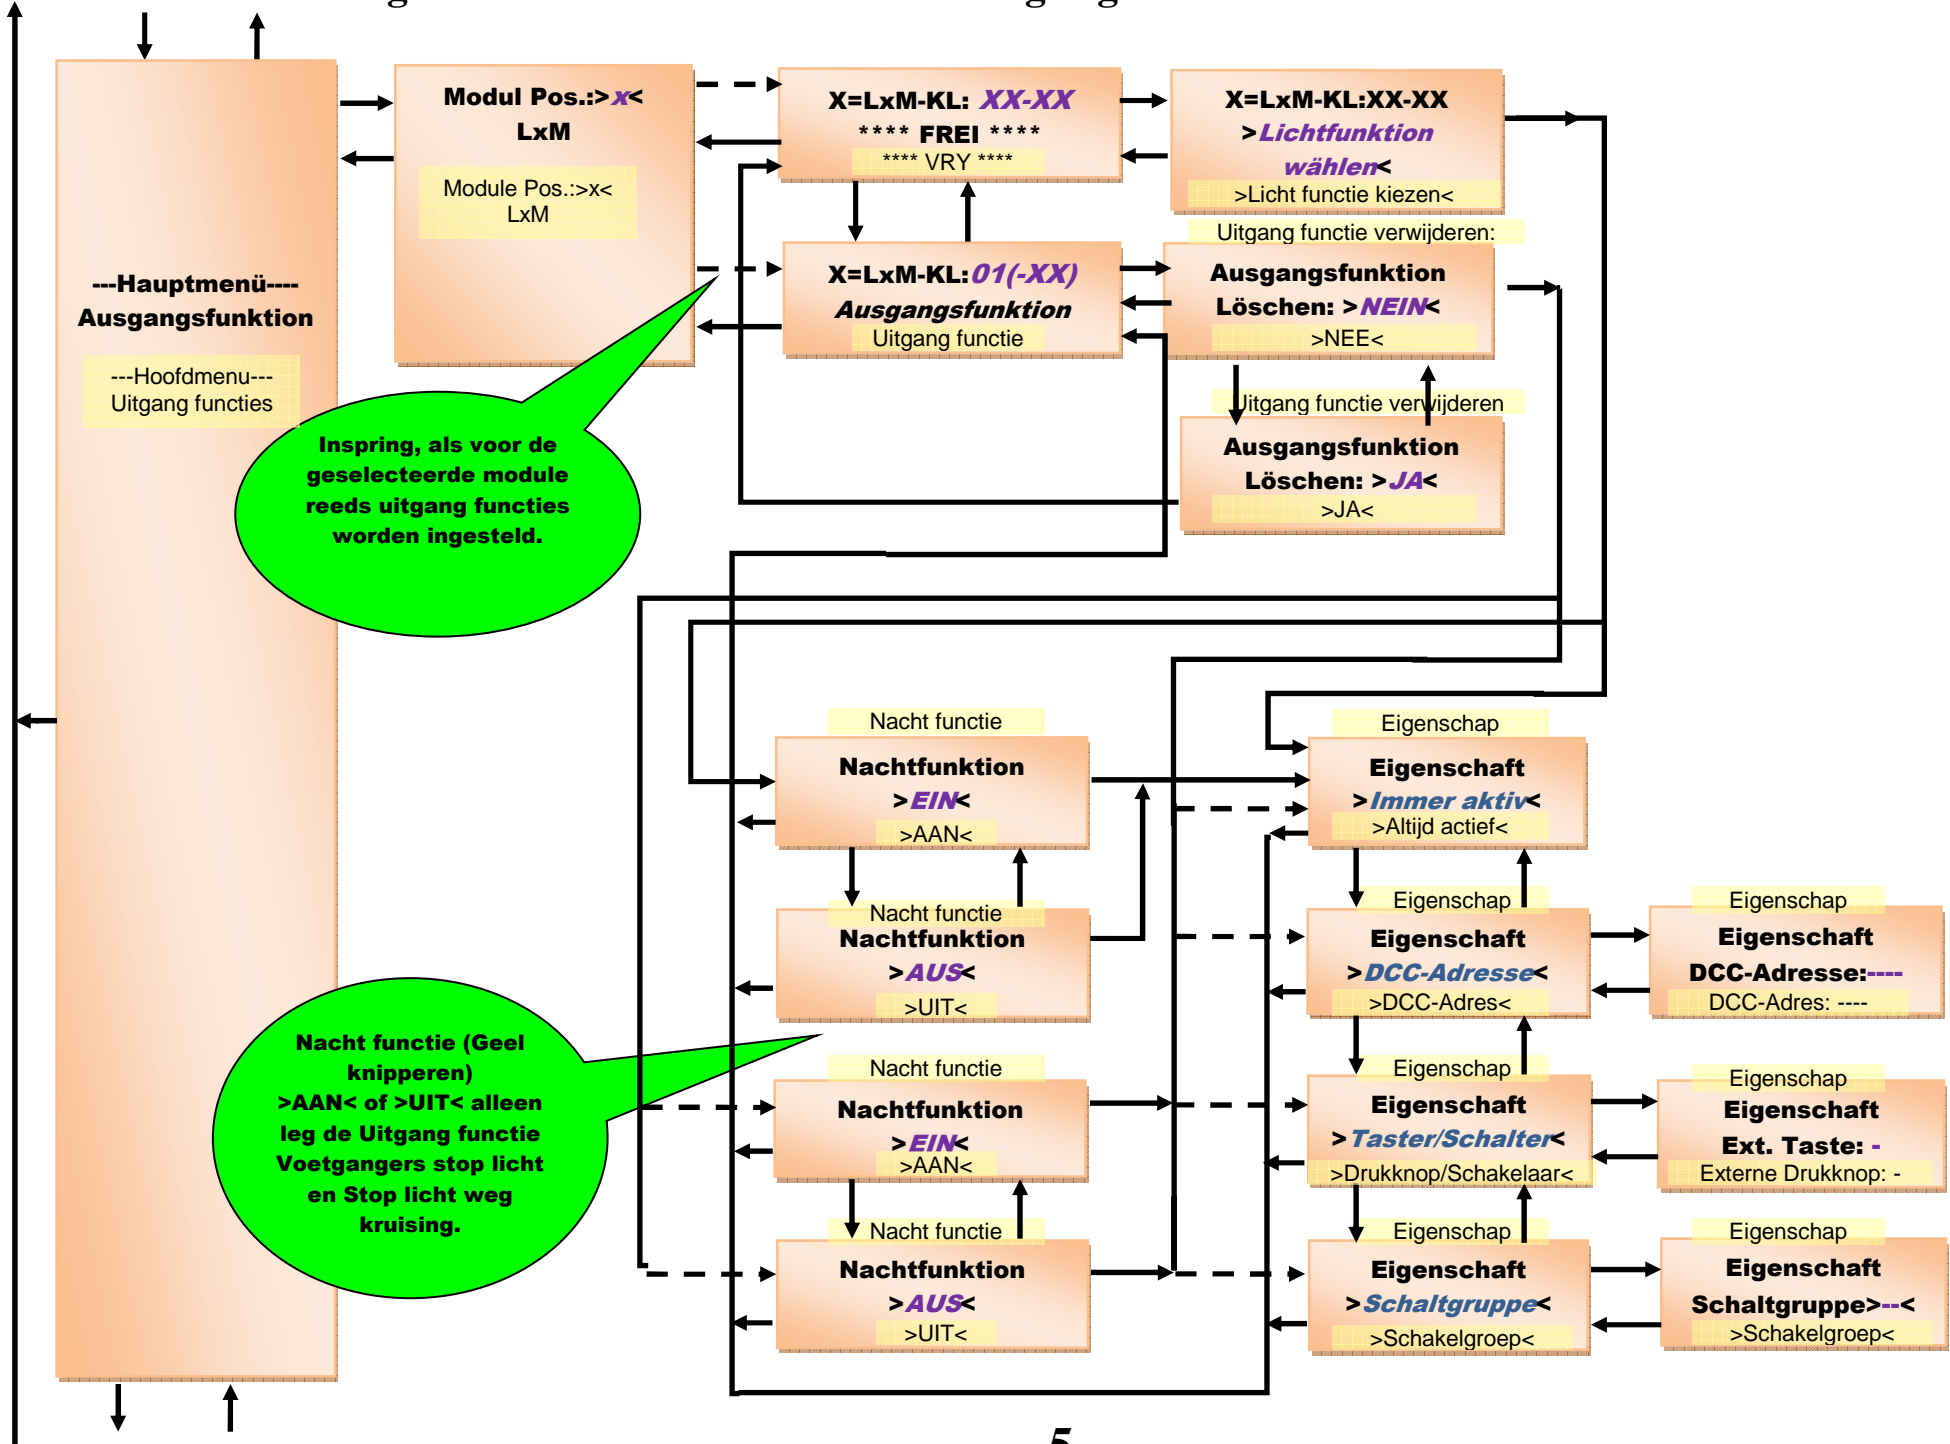 ---Hauptmenü----
Ausgangsfunktion
---Hoofdmenu---
Uitgang functies
Modul Pos.:>x<
LxM
Module Pos.:>x<
LxM
X=LxM-KL: XX-XX
**** FREI ****
**** VRY ****
X=LxM-KL:XX-XX
>Lichtfunktion
wählen<
>Licht functie kiezen<
X=LxM-KL:01(-XX)
Ausgangsfunktion
Uitgang functie
Uitgang functie verwijderen:
Ausgangsfunktion
Löschen: >NEIN<
>NEE<
Uitgang functie verwijderen
Ausgangsfunktion
Löschen: >JA<
>JA<
Inspring, als voor de
geselecteerde module
reeds uitgang functies
worden ingesteld.
Nacht functie
Nachtfunktion
>EIN<
>AAN<
Eigenschap
Eigenschaft
>Immer aktiv<
>Altijd actief<
Nacht functie
Nachtfunktion
>AUS<
>UIT<
Eigenschap
Eigenschaft
>DCC-Adresse<
>DCC-Adres<
Eigenschap
Eigenschaft
DCC-Adresse:----
DCC-Adres: ----
Nacht functie (Geel
knipperen)
>AAN< of >UIT< alleen
leg de Uitgang functie
Voetgangers stop licht
en Stop licht weg
kruising.
Nacht functie
Nachtfunktion
>EIN<
>AAN<
Eigenschap
Eigenschaft
>Taster/Schalter<
>Drukknop/Schakelaar<
Eigenschap
Eigenschaft
Ext. Taste: -
Externe Drukknop: -
Nacht functie
Nachtfunktion
>AUS<
>UIT<
Eigenschap
Eigenschaft
>Schaltgruppe<
>Schakelgroep<
Eigenschap
Eigenschaft
Schaltgruppe>--<
>Schakelgroep<
5